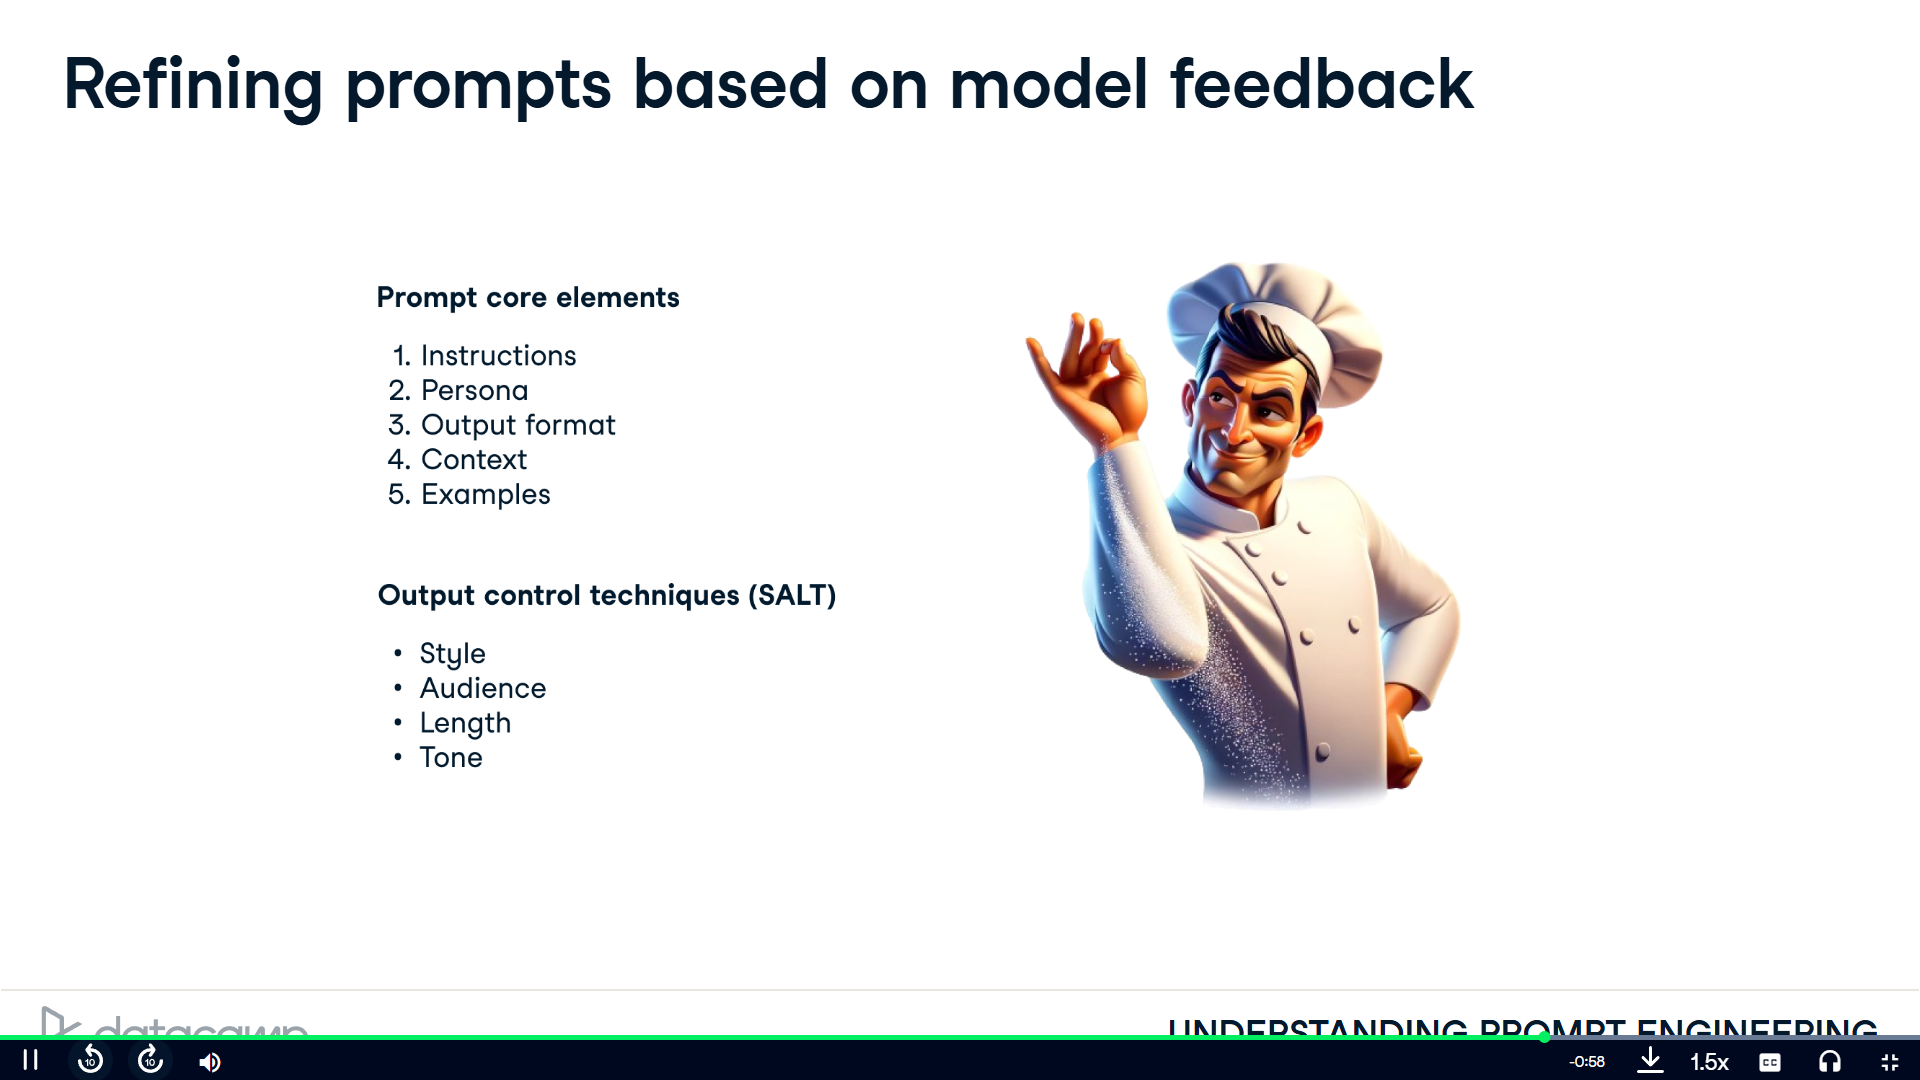 Refining prompts based on model feedback
Prompt core elements
1. Instructions
2. Persona
3. Output format
4. Context
5. Examples
Output control techniques (SALT)
• Style
• Audience
• Length
• Tone
datacamp
UNDERSTANDING PROMPT ENGINEERING
10
10
-0:58
1.5x
CC